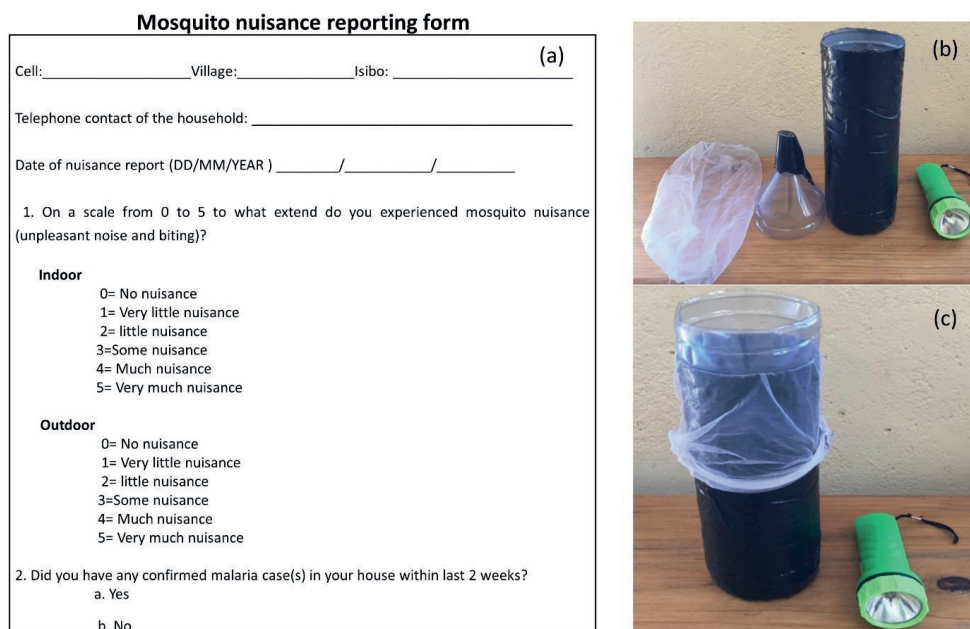 Mosquito nuisance reporting form
(a)
Cell:___________________Village:_______________Isibo: _______________________
Telephone contact of the household: _________________________________________
Date of nuisance report (DD/MM/YEAR ) ________/___________/__________
1. On a scale from 0 to 5 to what extend do you experienced mosquito nuisance
(unpleasant noise and biting)?
Indoor
0= No nuisance
1= Very little nuisance
2= little nuisance
3=Some nuisance
4= Much nuisance
5= Very much nuisance
Outdoor
0= No nuisance
1= Very little nuisance
2= little nuisance
3=Some nuisance
4= Much nuisance
5= Very much nuisance
2. Did you have any confirmed malaria case(s) in your house within last 2 weeks?
a. Yes
b. No
(b)
(c)